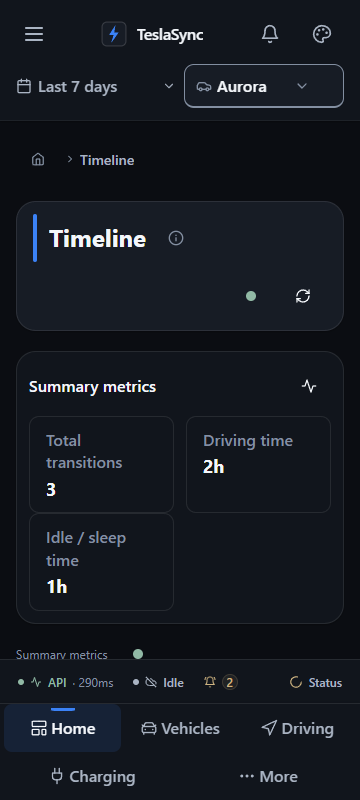 TeslaSync
Last 7 days
Aurora
Timeline
Timeline
Summary metrics
Total
transitions
3
Driving time
2h
Idle / sleep
time
1h
Summary metrics
API · 290ms
Idle
2
Status
Home
Vehicles
Driving
Charging
More